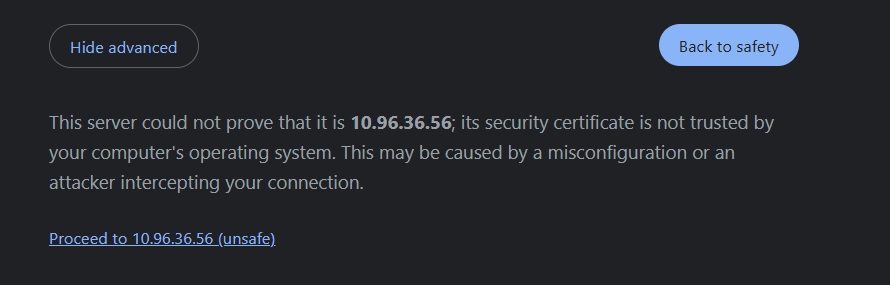 Hide advanced
Back to safety
This server could not prove that it is 10.96.36.56; its security certificate is not trusted by
your computer's operating system. This may be caused by a misconfiguration or an
attacker intercepting your connection.
Proceed to 10.96.36.56 (unsafe)